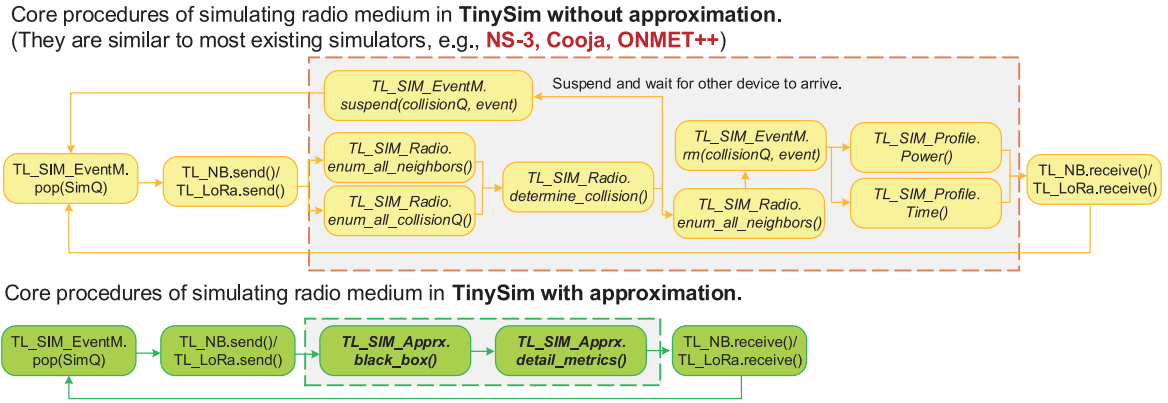 Core procedures of simulating radio medium in TinySim without approximation.
(They are similar to most existing simulators, e.g., NS-3, Cooja, ONMET++)
TL_SIM_EventM.
suspend(collisionQ, event)
Suspend and wait for other device to arrive.
TL_SIM_EventM.
pop(SimQ)
TL_NB.send()/
TL_LoRa.send()
TL_SIM_Radio.
enum_all_neighbors()
TL_SIM_Radio.
enum_all_collisionQ()
TL_SIM_Radio.
determine_collision()
TL_SIM_EventM.
rm(collisionQ, event)
TL_SIM_Radio.
enum_all_neighbors()
TL_SIM_Profile.
Power()
TL_SIM_Profile.
Time()
TL_NB.receive()/
TL_LoRa.receive()
Core procedures of simulating radio medium in TinySim with approximation.
TL_SIM_EventM.
pop(SimQ)
TL_NB.send()/
TL_LoRa.send()
TL_SIM_Apprx.
black_box()
TL_SIM_Apprx.
detail_metrics()
TL_NB.receive()/
TL_LoRa.receive()